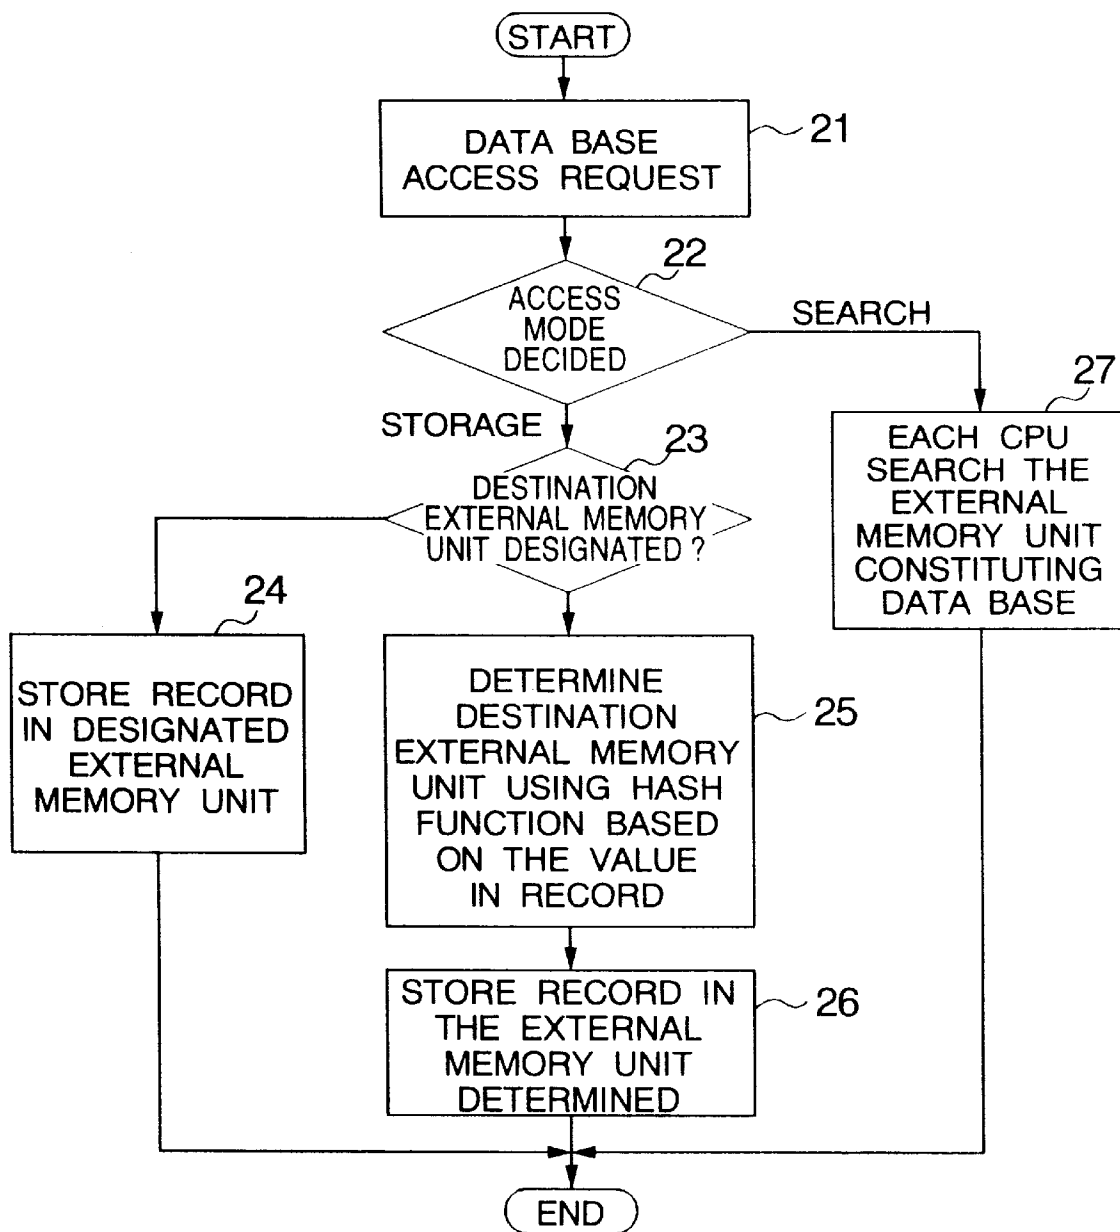 START
DATA BASE
ACCESS REQUEST
21
22
ACCESS
MODE
DECIDED
SEARCH
STORAGE
23
DESTINATION
EXTERNAL MEMORY
UNIT DESIGNATED ?
27
EACH CPU
SEARCH THE
EXTERNAL
MEMORY UNIT
CONSTITUTING
DATA BASE
24
STORE RECORD
IN DESIGNATED
EXTERNAL
MEMORY UNIT
25
DETERMINE
DESTINATION
EXTERNAL MEMORY
UNIT USING HASH
FUNCTION BASED
ON THE VALUE
IN RECORD
26
STORE RECORD IN
THE EXTERNAL
MEMORY UNIT
DETERMINED
END